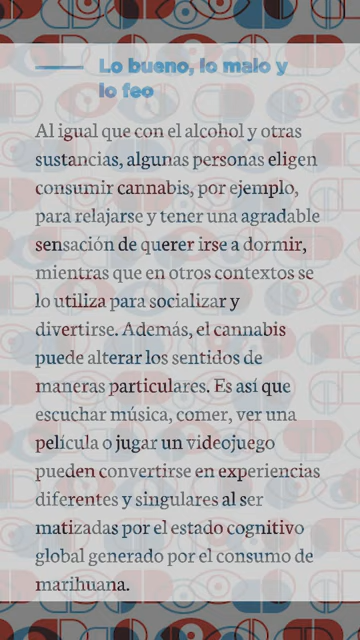 Lo bueno, lo malo y
lo feo
Al igual que con el alcohol y otras
sustancias, algunas personas eligen
consumir cannabis, por ejemplo,
para relajarse y tener una agradable
sensación de querer irse a dormir,
mientras que en otros contextos se
lo utiliza para socializar y
divertirse. Además, el cannabis
puede alterar los sentidos de
maneras particulares. Es así que
escuchar música, comer, ver una
película o jugar un videojuego
pueden convertirse en experiencias
diferentes y singulares al ser
matizadas por el estado cognitivo
global generado por el consumo de
marihuana.